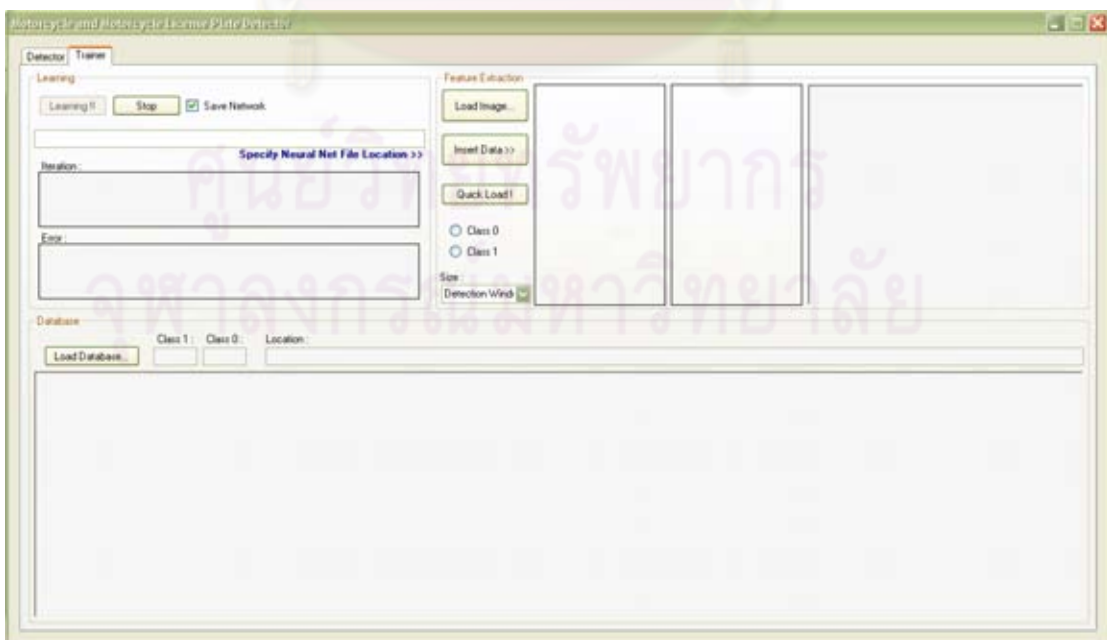 Motorcycle and Motorcycle License Plate Detector
Detector Trainer
Learning
Learning !! Stop Save Network
Specify Neural Net File Location >>
Iteration :
Error :
Feature Extraction
Load Image...
Insert Data >>
Quick Load !
Class 0
Class 1
Size :
Detection Wind
Database
Load Database... Class 1 : Class 0 : Location :
ศูนย์วิทยทรัพยากร
จุฬาลงกรณ์มหาวิทยาลัย